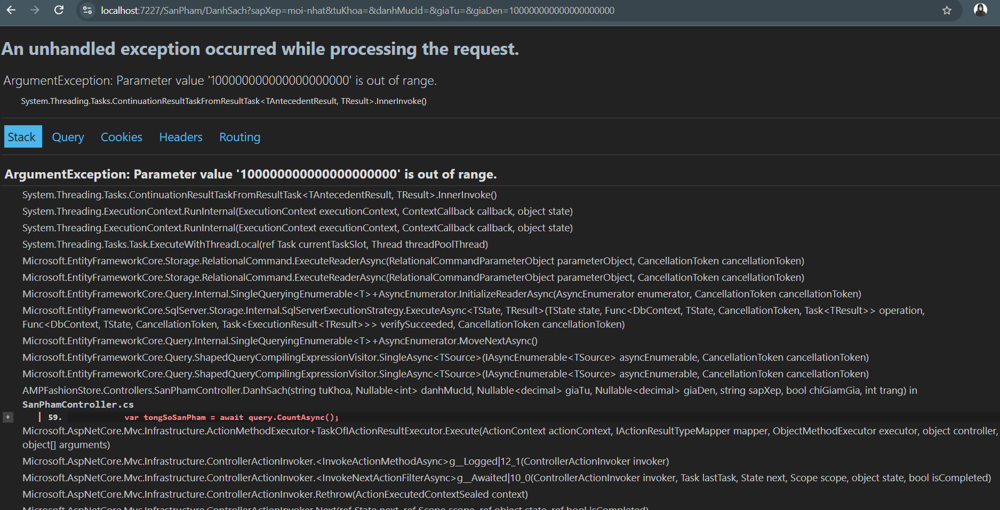 localhost:7227/SanPham/DanhSach?sapXep=moi-nhat&tuKhoa=&danhMucId=&giaTu=&giaDen=100000000000000000000
An unhandled exception occurred while processing the request.
ArgumentException: Parameter value '100000000000000000000' is out of range.
System.Threading.Tasks.ContinuationResultTaskFromResultTask<TAntecedentResult, TResult>.InnerInvoke()
Stack Query Cookies Headers Routing
ArgumentException: Parameter value '100000000000000000000' is out of range.
System.Threading.Tasks.ContinuationResultTaskFromResultTask<TAntecedentResult, TResult>.InnerInvoke()
System.Threading.ExecutionContext.RunInternal(ExecutionContext executionContext, ContextCallback callback, object state)
System.Threading.ExecutionContext.RunInternal(ExecutionContext executionContext, ContextCallback callback, object state)
System.Threading.Tasks.Task.ExecuteWithThreadLocal(ref Task currentTaskSlot, Thread threadPoolThread)
Microsoft.EntityFrameworkCore.Storage.RelationalCommand.ExecuteReaderAsync(RelationalCommandParameterObject parameterObject, CancellationToken cancellationToken)
Microsoft.EntityFrameworkCore.Storage.RelationalCommand.ExecuteReaderAsync(RelationalCommandParameterObject parameterObject, CancellationToken cancellationToken)
Microsoft.EntityFrameworkCore.Query.Internal.SingleQueryingEnumerable<T>+AsyncEnumerator.InitializeReaderAsync(AsyncEnumerator enumerator, CancellationToken cancellationToken)
Microsoft.EntityFrameworkCore.SqlServer.Storage.Internal.SqlServerExecutionStrategy.ExecuteAsync<TState, TResult>(TState state, Func<DbContext, TState, CancellationToken, Task<TResult>> operation,
Func<DbContext, TState, CancellationToken, Task<ExecutionResult<TResult>>> verifySucceeded, CancellationToken cancellationToken)
Microsoft.EntityFrameworkCore.Query.Internal.SingleQueryingEnumerable<T>+AsyncEnumerator.MoveNextAsync()
Microsoft.EntityFrameworkCore.Query.ShapedQueryCompilingExpressionVisitor.SingleAsync<TSource>(IAsyncEnumerable<TSource> asyncEnumerable, CancellationToken cancellationToken)
Microsoft.EntityFrameworkCore.Query.ShapedQueryCompilingExpressionVisitor.SingleAsync<TSource>(IAsyncEnumerable<TSource> asyncEnumerable, CancellationToken cancellationToken)
AMPFashionStore.Controllers.SanPhamController.DanhSach(string tuKhoa, Nullable<int> danhMucId, Nullable<decimal> giaTu, Nullable<decimal> giaDen, string sapXep, bool chiGiamGia, int trang) in
SanPhamController.cs
+ 59. var tongSoSanPham = await query.CountAsync();
Microsoft.AspNetCore.Mvc.Infrastructure.ActionMethodExecutor+TaskOfIActionResultExecutor.Execute(ActionContext actionContext, IActionResultTypeMapper mapper, ObjectMethodExecutor executor, object controller,
object[] arguments)
Microsoft.AspNetCore.Mvc.Infrastructure.ControllerActionInvoker.<InvokeActionMethodAsync>g__Logged|12_1(ControllerActionInvoker invoker)
Microsoft.AspNetCore.Mvc.Infrastructure.ControllerActionInvoker.<InvokeNextActionFilterAsync>g__Awaited|10_0(ControllerActionInvoker invoker, Task lastTask, State next, Scope scope, object state, bool isCompleted)
Microsoft.AspNetCore.Mvc.Infrastructure.ControllerActionInvoker.Rethrow(ActionExecutedContextSealed context)
Microsoft.AspNetCore.Mvc.Infrastructure.ControllerActionInvoker.Next(ref State next, ref Scope scope, ref object state, ref bool isCompleted)